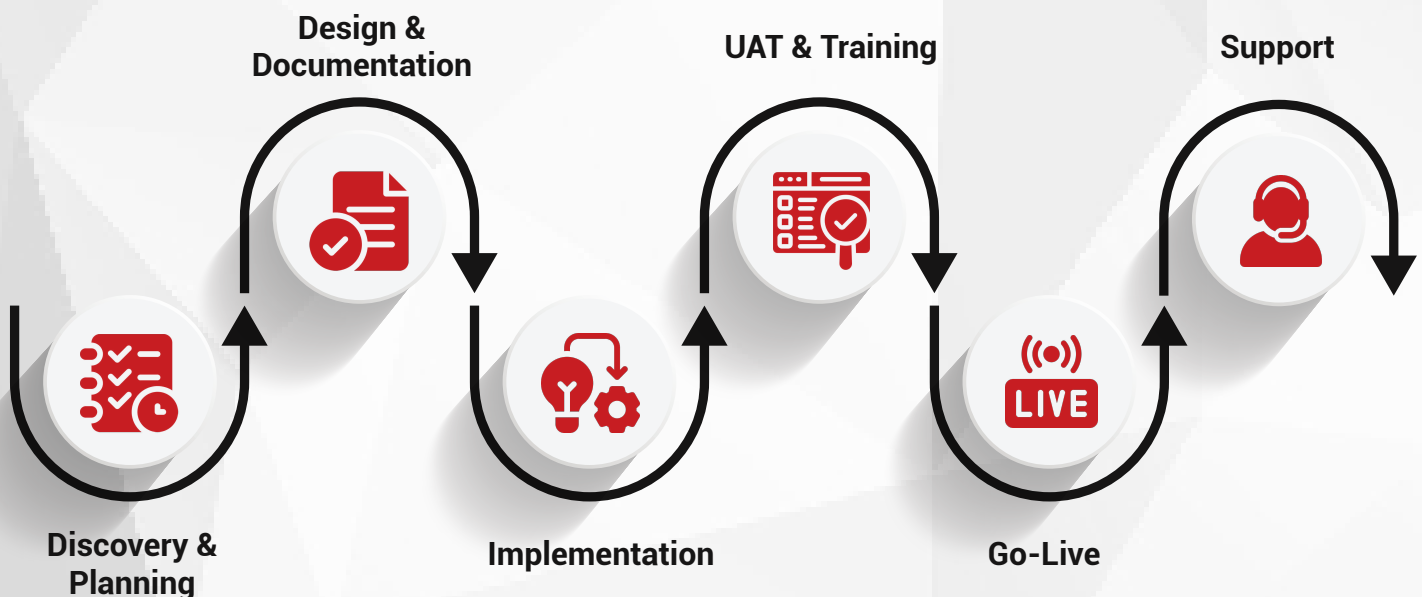 Design &
Documentation
UAT & Training
Support
LIVE
Discovery &
Planning
Implementation
Go-Live